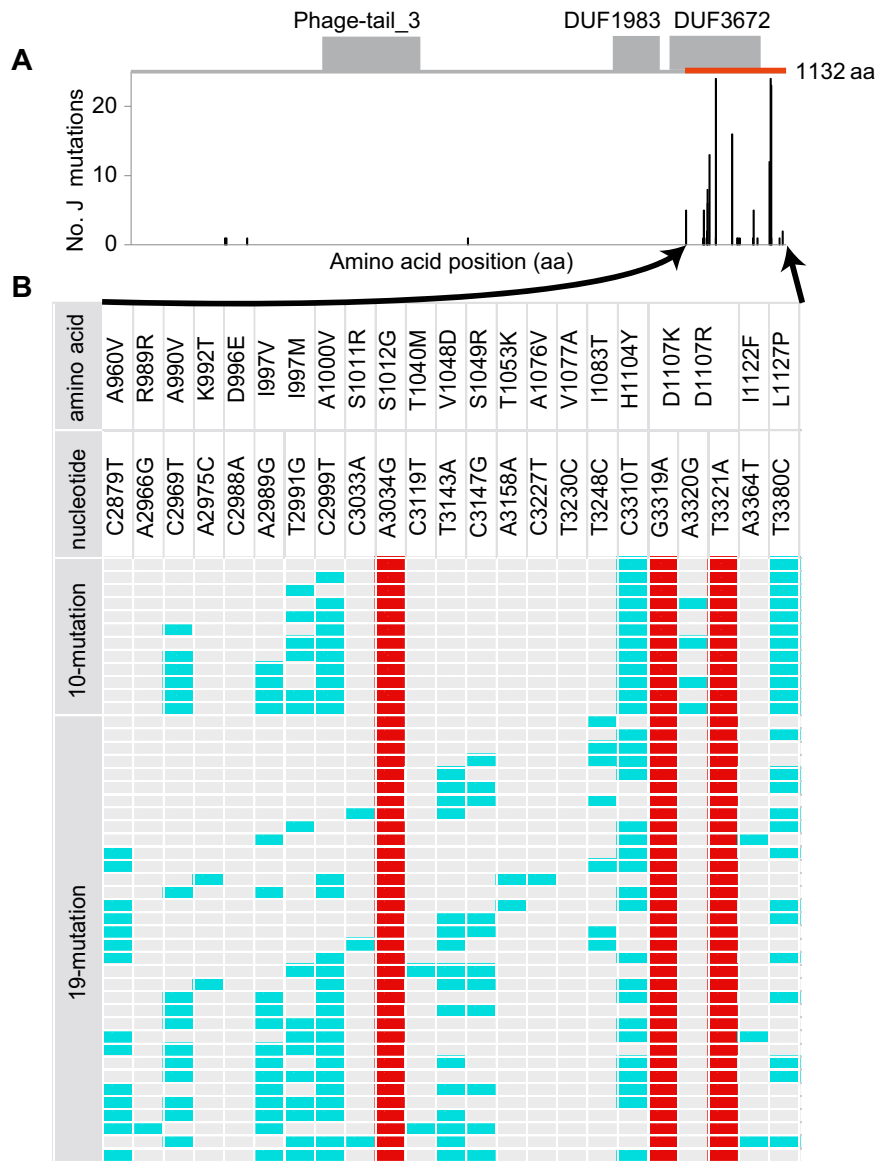 Phage-tail_3
DUF1983
DUF3672
A
1132 aa
No. J mutations
20
10
0
Amino acid position (aa)
B
amino acid
A960V
R989R
A990V
K992T
D996E
I997V
I997M
A1000V
S1011R
S1012G
T1040M
V1048D
S1049R
T1053K
A1076V
V1077A
I1083T
H1104Y
D1107K
D1107R
I1122F
L1127P
nucleotide
C2879T
A2966G
C2969T
A2975C
C2988A
A2989G
T2991G
C2999T
C3033A
A3034G
C3119T
T3143A
C3147G
A3158A
C3227T
T3230C
T3248C
C3310T
G3319A
A3320G
T3321A
A3364T
T3380C
10-mutation
19-mutation